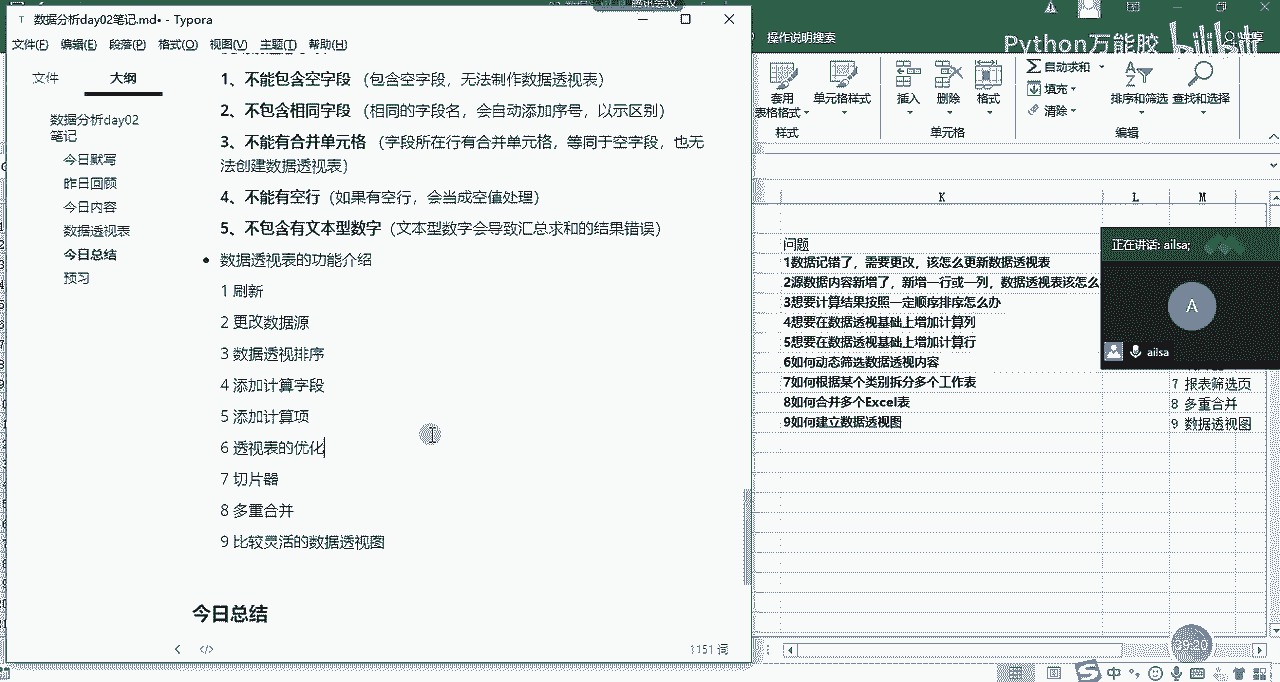 数据分析day02笔记.md• - Typora
文件(F) 编辑(E) 段落(P) 格式(O) 视图(V) 主题(T) 帮助(H)
文件 大纲
数据分析day02
笔记
今日默写
昨日回顾
今日内容
数据透视表
今日总结
预习
1、不能包含空字段 （包含空字段，无法制作数据透视表）
2、不包含相同字段 （相同的字段名，会自动添加序号，以示区别）
3、不能有合并单元格 （字段所在行有合并单元格，等同于空字段，也无
法创建数据透视表）
4、不能有空行（如果有空行，会当成空值处理）
5、不包含有文本型数字（文本型数字会导致汇总求和的结果错误）
数据透视表的功能介绍
1 刷新
2 更改数据源
3 数据透视排序
4 添加计算字段
5 添加计算项
6 透视表的优化
7 切片器
8 多重合并
9 比较灵活的数据透视图
今日总结
1151 词
操作说明搜索
Python万能胶 bilibili
套用
表格格式
单元格样式
样式
插入 删除 格式
单元格
自动求和
填充
清除
排序和筛选 查找和选择
编辑
K L M
问题
1数据记错了，需要更改，该怎么更新数据透视表
2源数据内容新增了，新增一行或一列，数据透视表该怎么
3想要计算结果按照一定顺序排序怎么办
4想要在数据透视基础上增加计算列
5想要在数据透视基础上增加计算行
6如何动态筛选数据透视内容
7如何根据某个类别拆分多个工作表
8如何合并多个Excel表
9如何建立数据透视图
正在讲话: ailsa;
A
ailsa
7 报表筛选页
8 多重合并
9 数据透视图
39:20
中